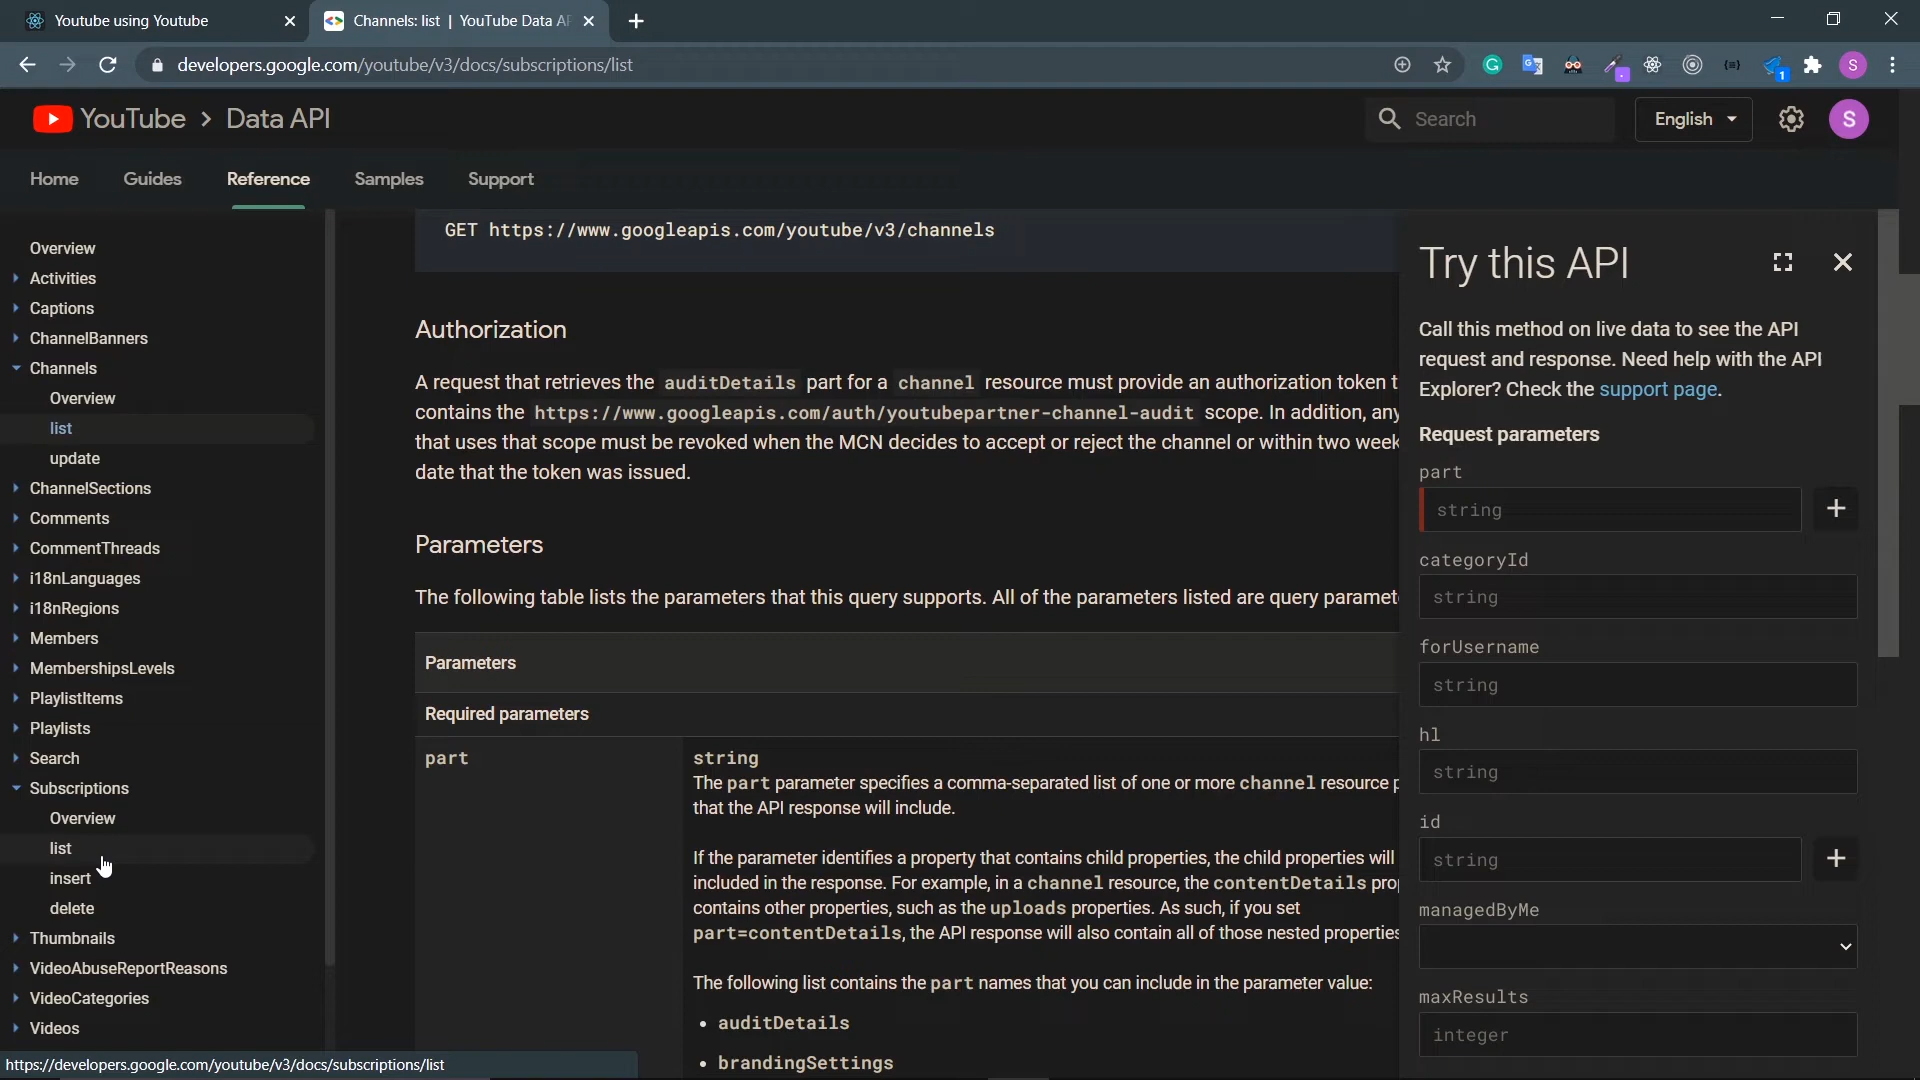 Youtube using Youtube
Channels: list | YouTube Data AF
developers.google.com/youtube/v3/docs/subscriptions/list
S
YouTube > Data API
Search
English
S
Home
Guides
Reference
Samples
Support
Overview
Activities
Captions
ChannelBanners
Channels
Overview
list
update
ChannelSections
Comments
CommentThreads
i18nLanguages
i18nRegions
Members
MembershipsLevels
PlaylistItems
Playlists
Search
Subscriptions
Overview
list
insert
delete
Thumbnails
VideoAbuseReportReasons
VideoCategories
Videos
https://developers.google.com/youtube/v3/docs/subscriptions/list
GET https://www.googleapis.com/youtube/v3/channels
Authorization
A request that retrieves the auditDetails part for a channel resource must provide an authorization token t
contains the https://www.googleapis.com/auth/youtubepartner-channel-audit scope. In addition, any
that uses that scope must be revoked when the MCN decides to accept or reject the channel or within two week
date that the token was issued.
Parameters
The following table lists the parameters that this query supports. All of the parameters listed are query paramet
Parameters
Required parameters
part
string
The part parameter specifies a comma-separated list of one or more channel resource p
that the API response will include.
If the parameter identifies a property that contains child properties, the child properties will
included in the response. For example, in a channel resource, the contentDetails prop
contains other properties, such as the uploads properties. As such, if you set
part=contentDetails, the API response will also contain all of those nested properties
The following list contains the part names that you can include in the parameter value:
• auditDetails
• brandingSettings
Try this API
Call this method on live data to see the API
request and response. Need help with the API
Explorer? Check the support page.
Request parameters
part
string
categoryId
string
forUsername
string
hl
string
id
string
managedByMe
maxResults
integer